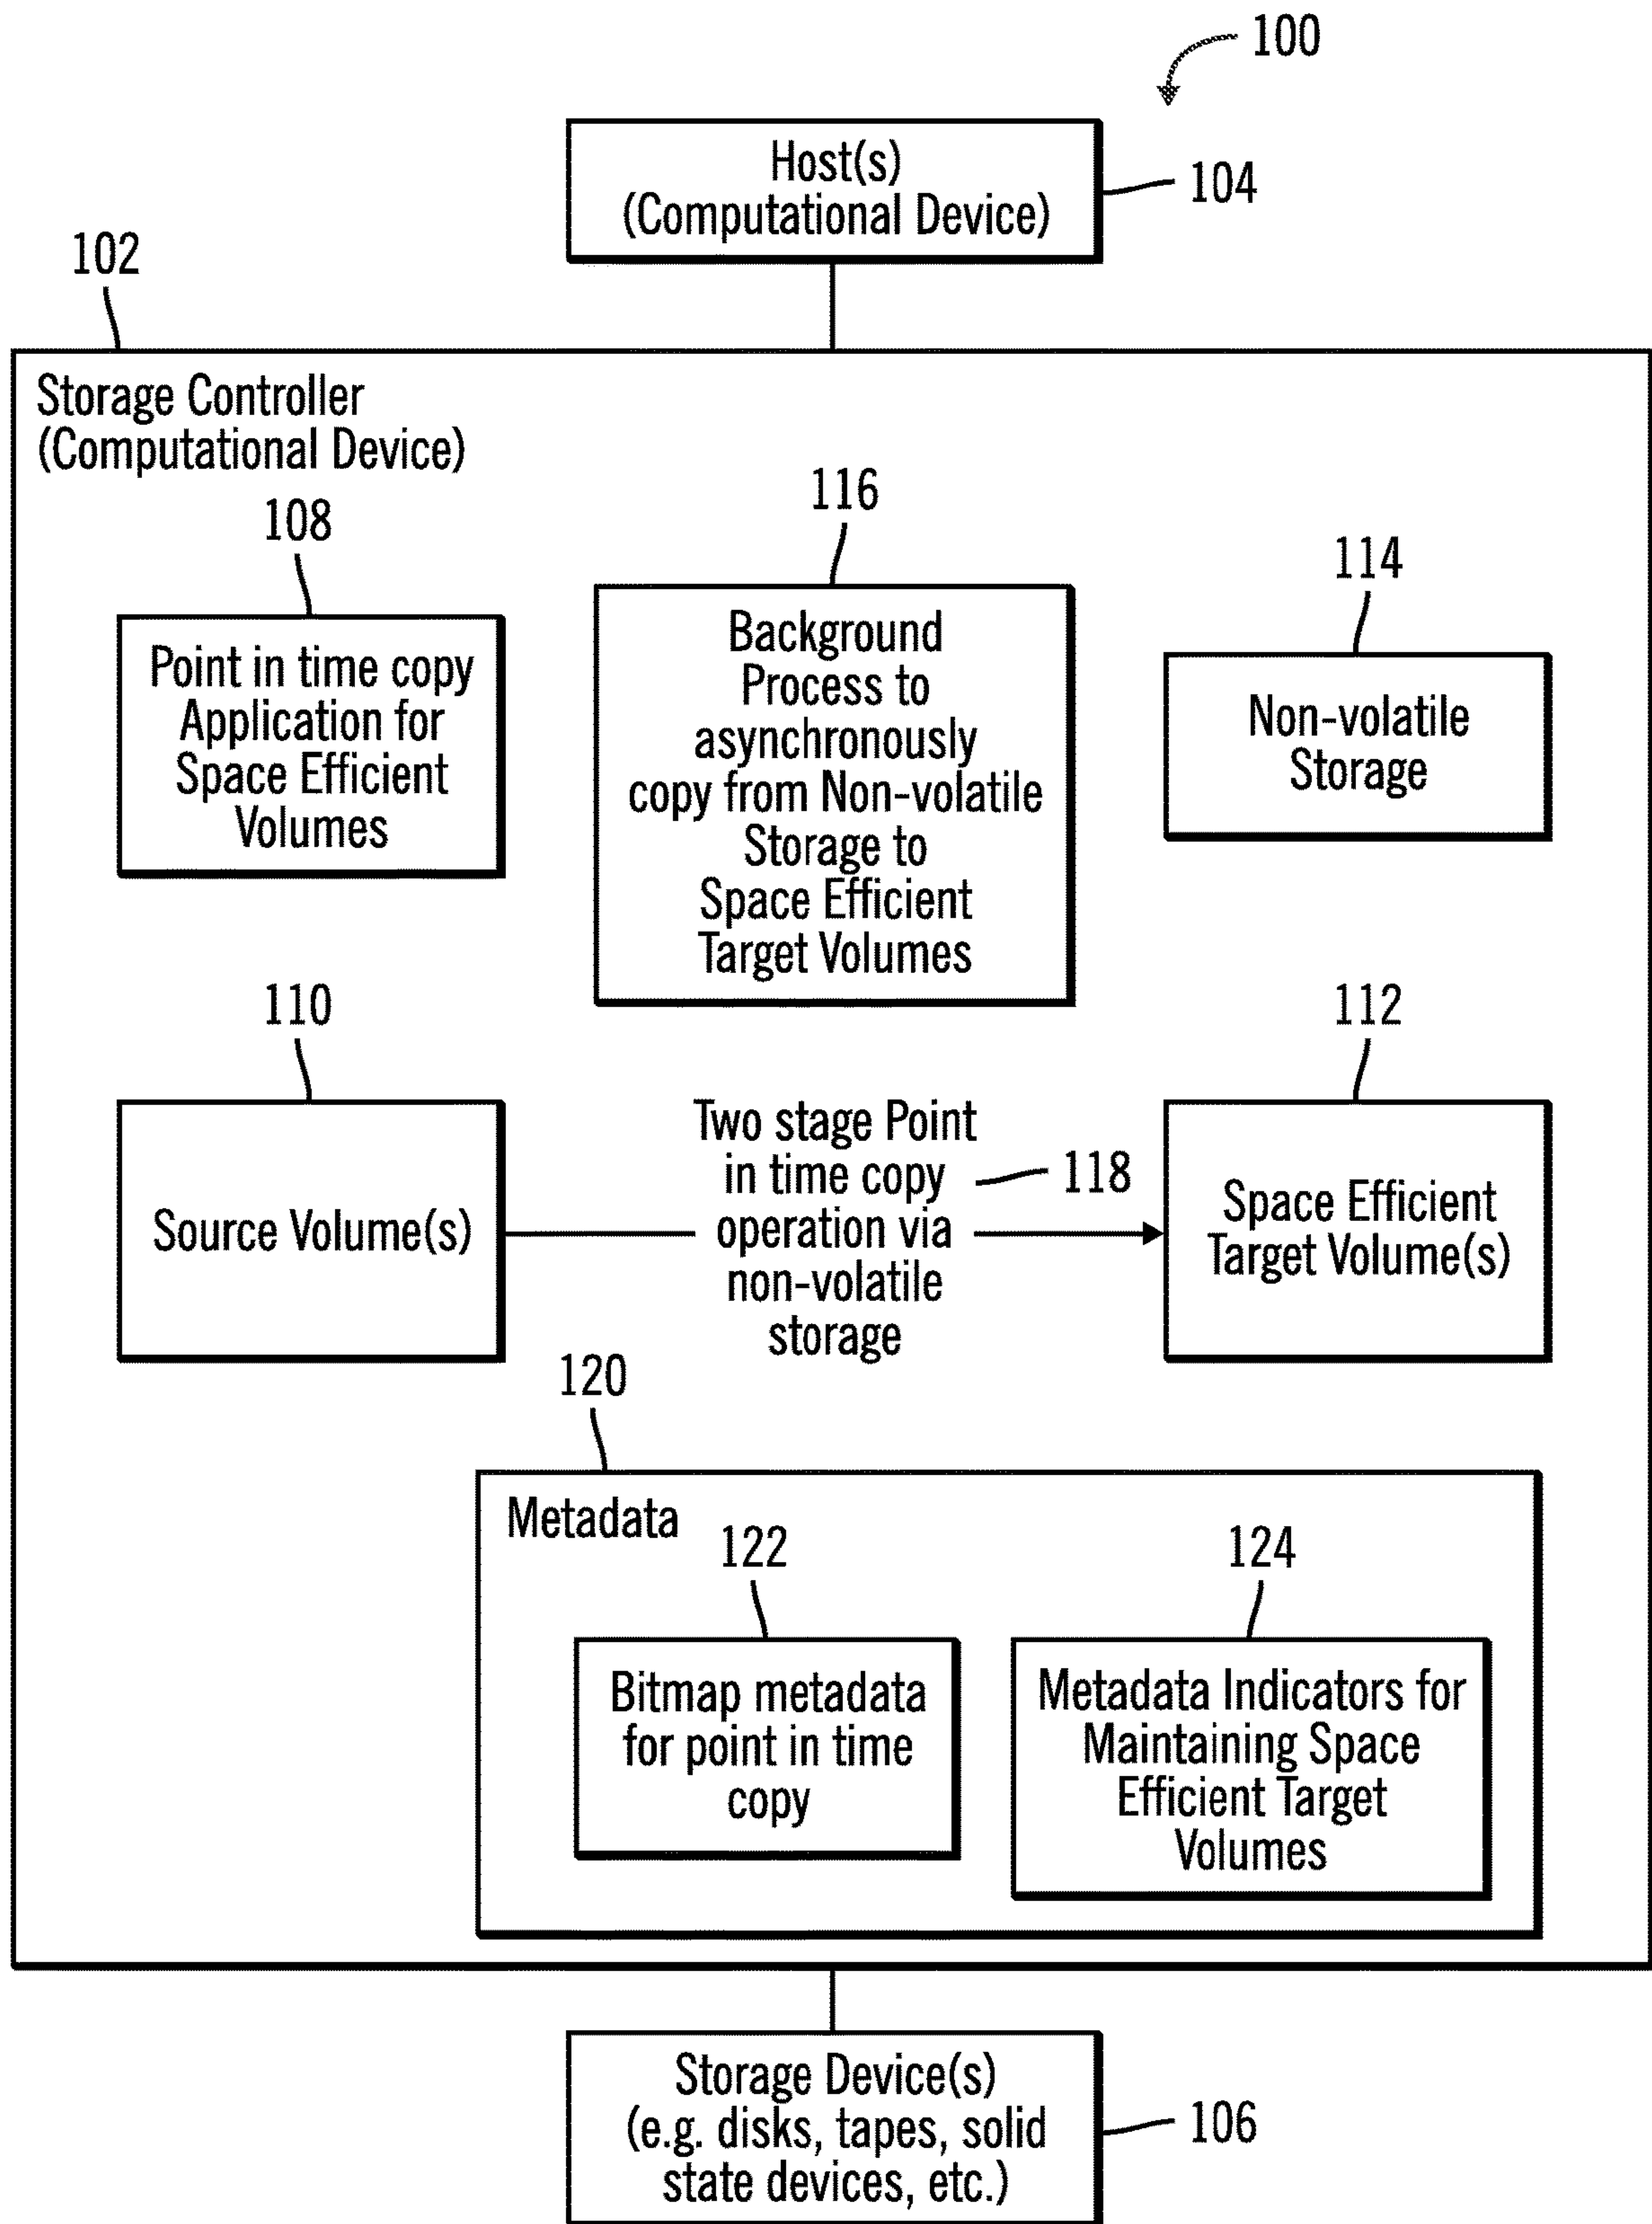 100
Host(s)
(Computational Device)
104
102
Storage Controller
(Computational Device)
108
Point in time copy
Application for
Space Efficient
Volumes
116
Background
Process to
asynchronously
copy from Non-volatile
Storage to
Space Efficient
Target Volumes
114
Non-volatile
Storage
110
Source Volume(s)
Two stage Point
in time copy
operation via
non-volatile
storage
118
112
Space Efficient
Target Volume(s)
120
Metadata
122
Bitmap metadata
for point in time
copy
124
Metadata Indicators for
Maintaining Space
Efficient Target
Volumes
Storage Device(s)
(e.g. disks, tapes, solid
state devices, etc.)
106